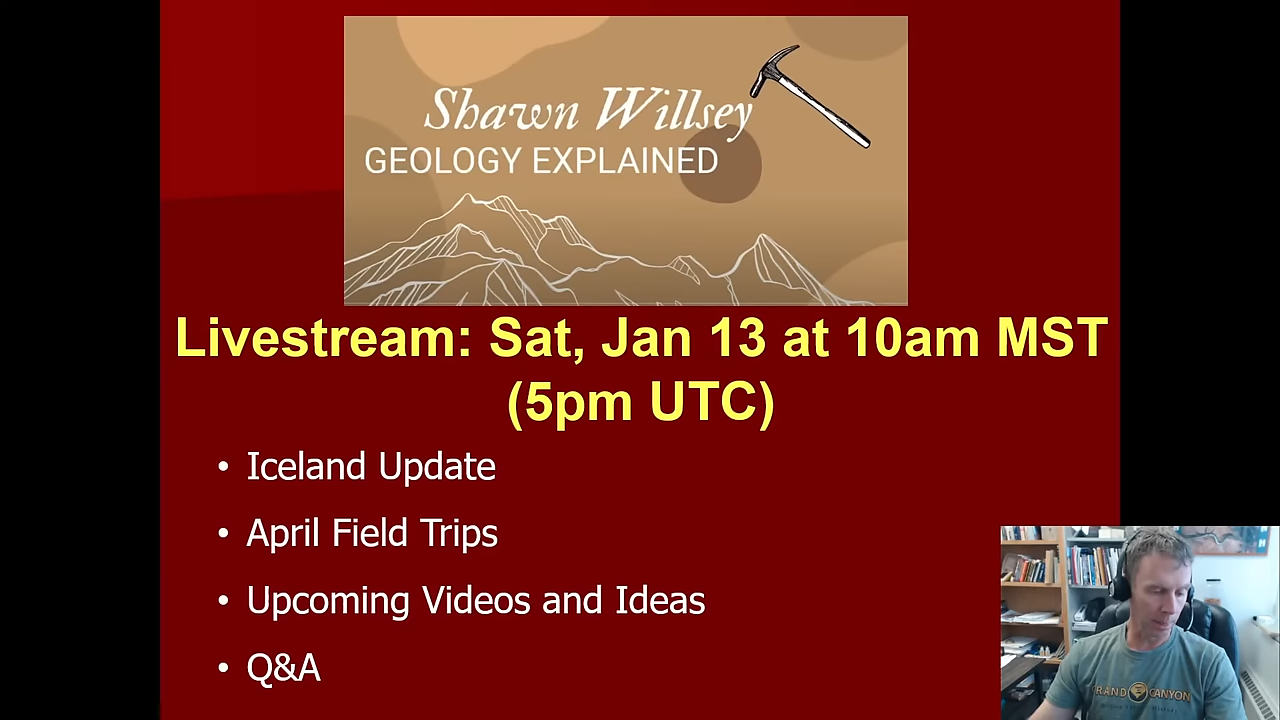 Shawn Willsey
GEOLOGY EXPLAINED
Livestream: Sat, Jan 13 at 10am MST
(5pm UTC)
• Iceland Update
• April Field Trips
• Upcoming Videos and Ideas
• Q&A
GRAND CANYON